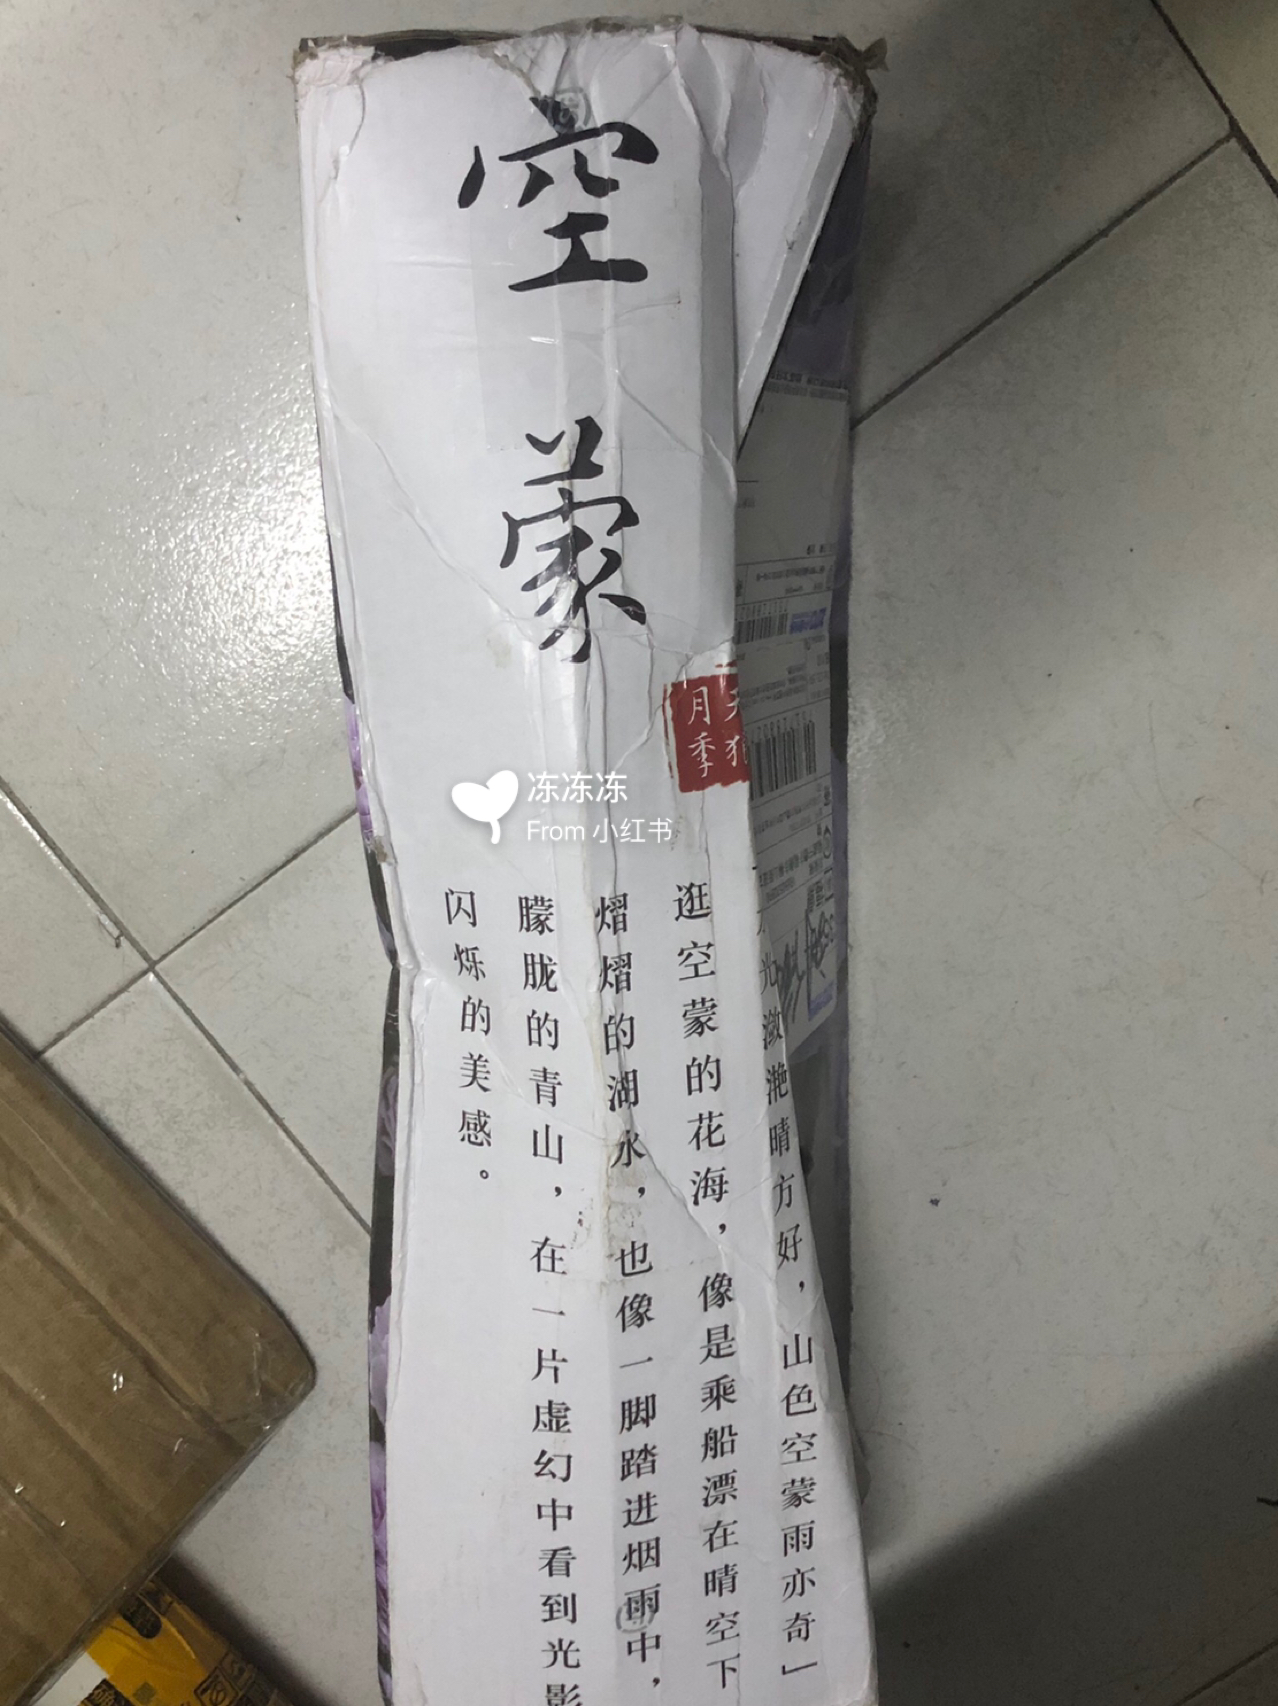 空蒙
月季
光潋滟晴方好，山色空蒙雨亦奇」
逛空蒙的花海，像是乘船漂在晴空下
熠熠的湖水，也像一脚踏进烟雨中，
朦胧的青山，在一片虚幻中看到光影
闪烁的美感。
冻冻冻
From 小红书